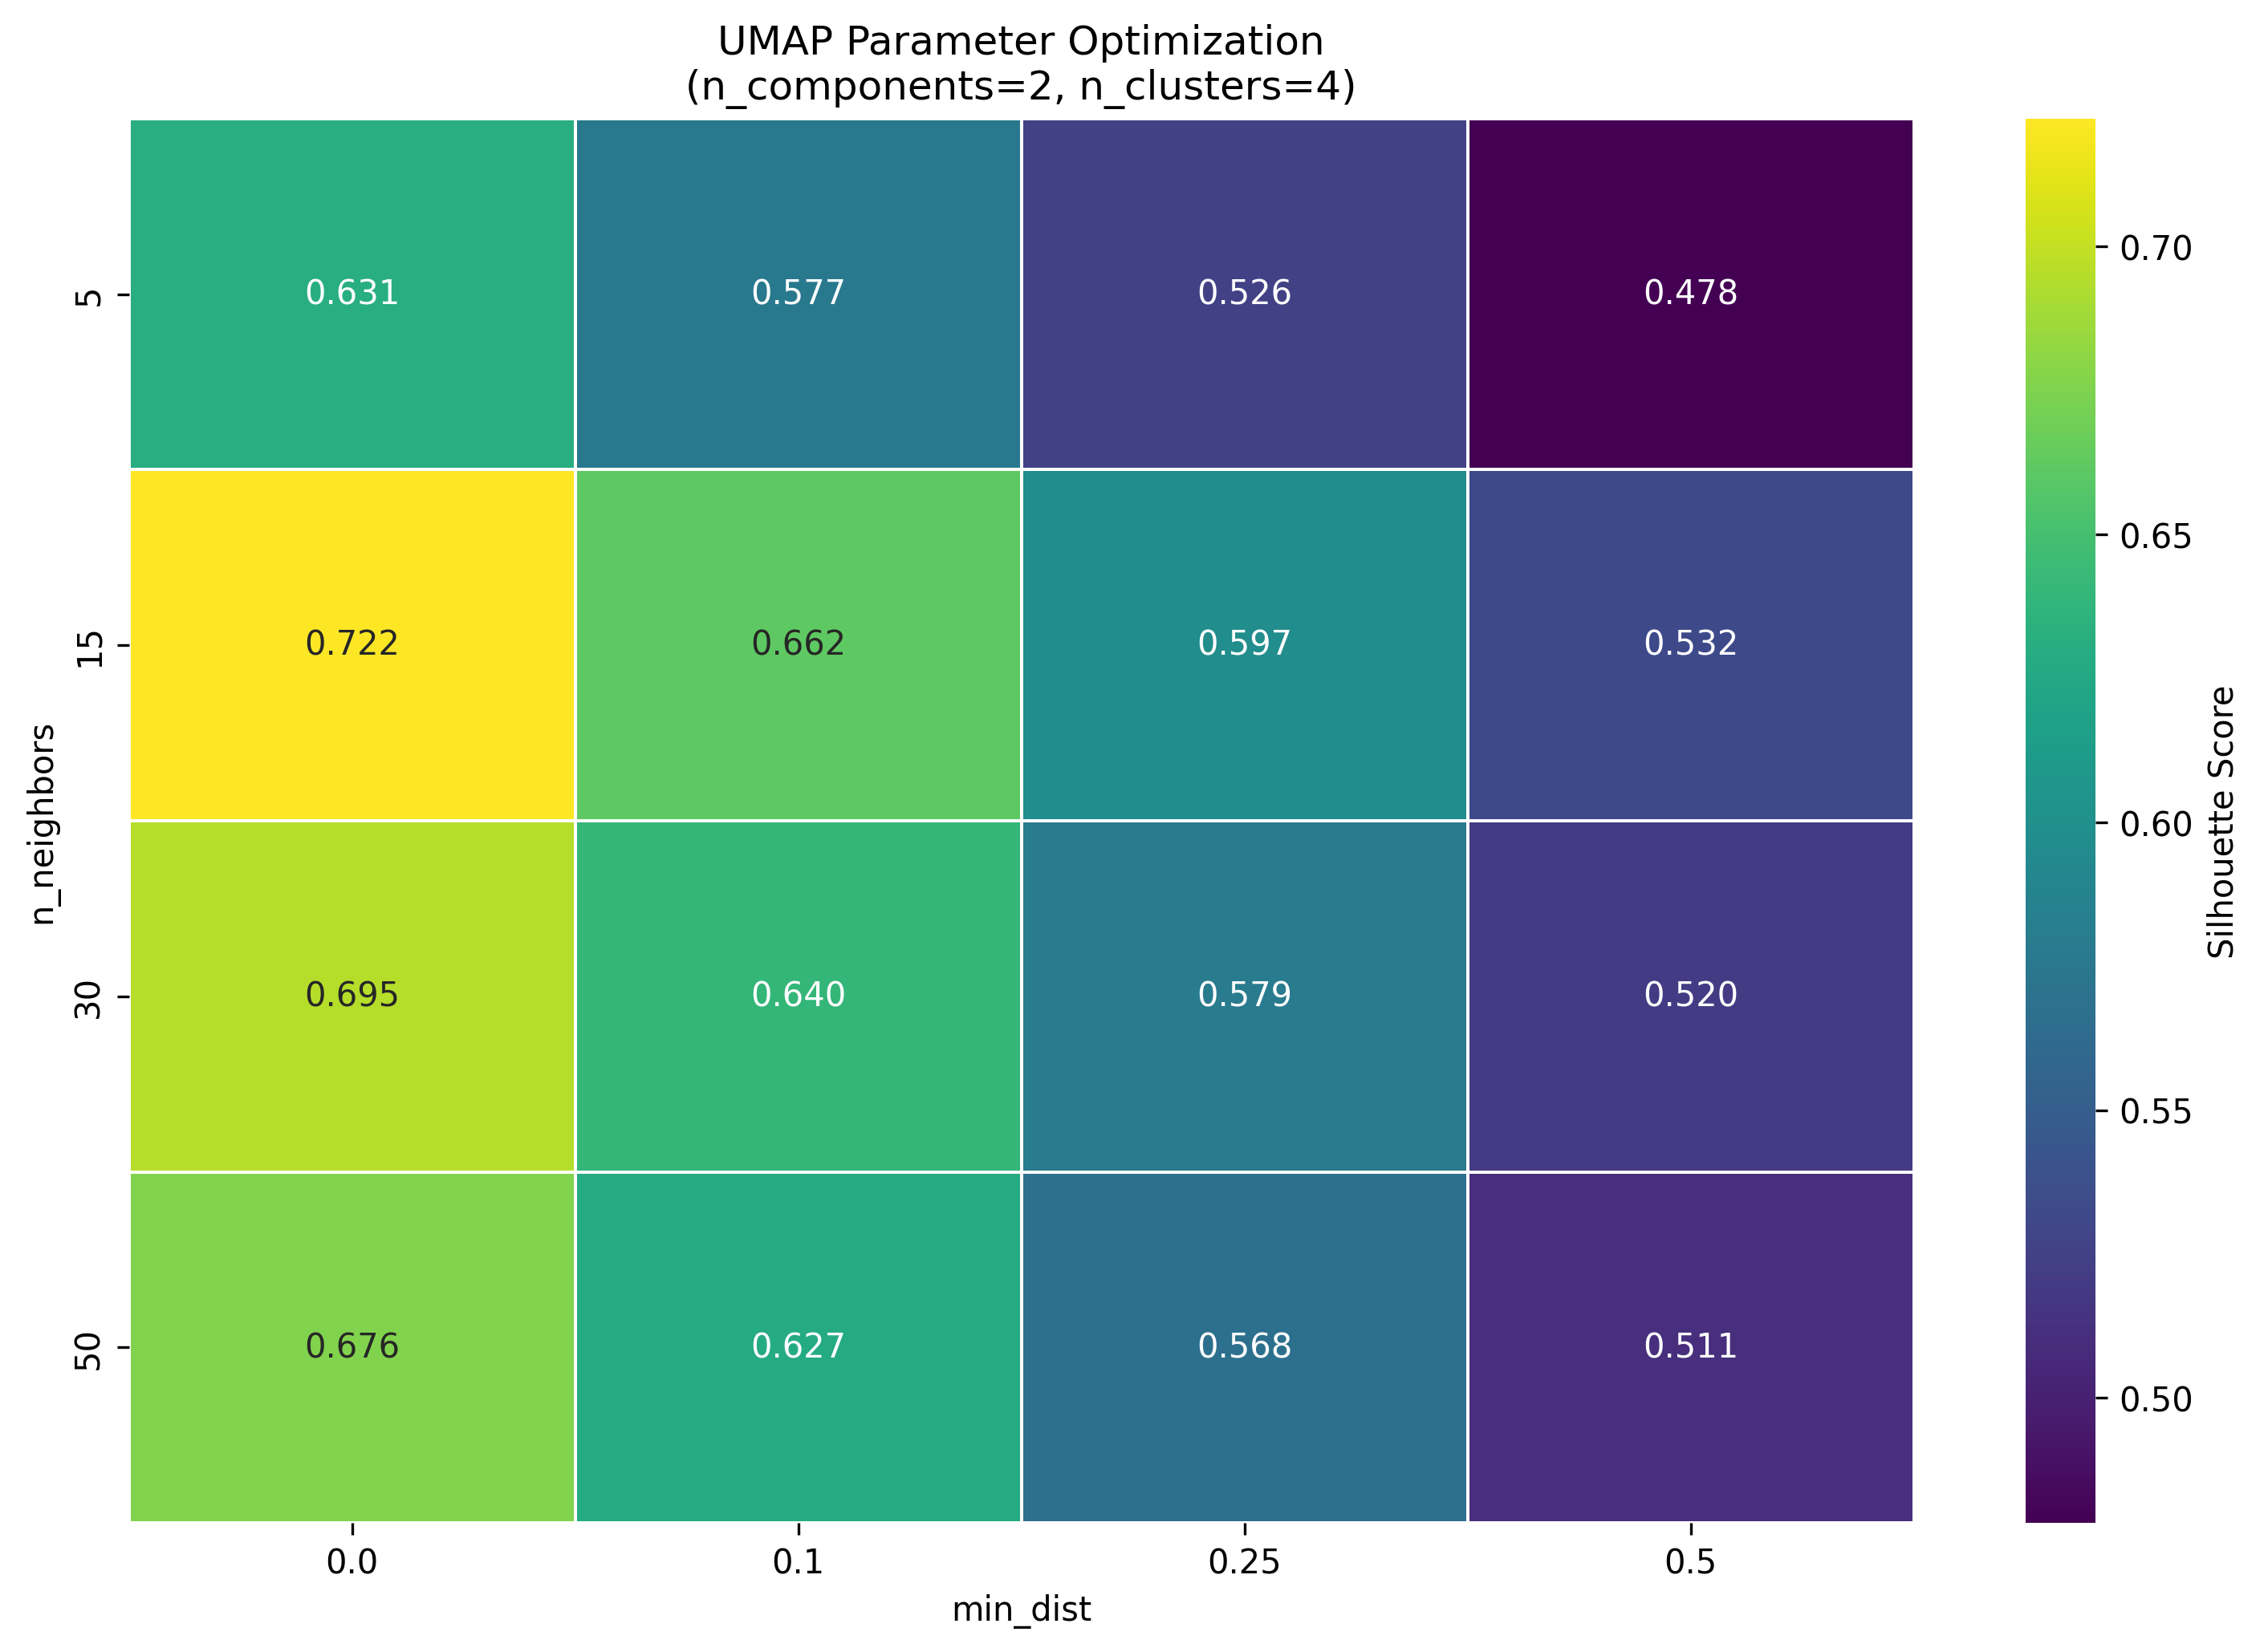 UMAP Parameter Optimization
(n_components=2, n_clusters=4)
n_neighbors
5
0.631 0.577 0.526 0.478
15
0.722 0.662 0.597 0.532
30
0.695 0.640 0.579 0.520
50
0.676 0.627 0.568 0.511
0.0 0.1 0.25 0.5
min_dist
0.70
0.65
0.60
0.55
0.50
Silhouette Score